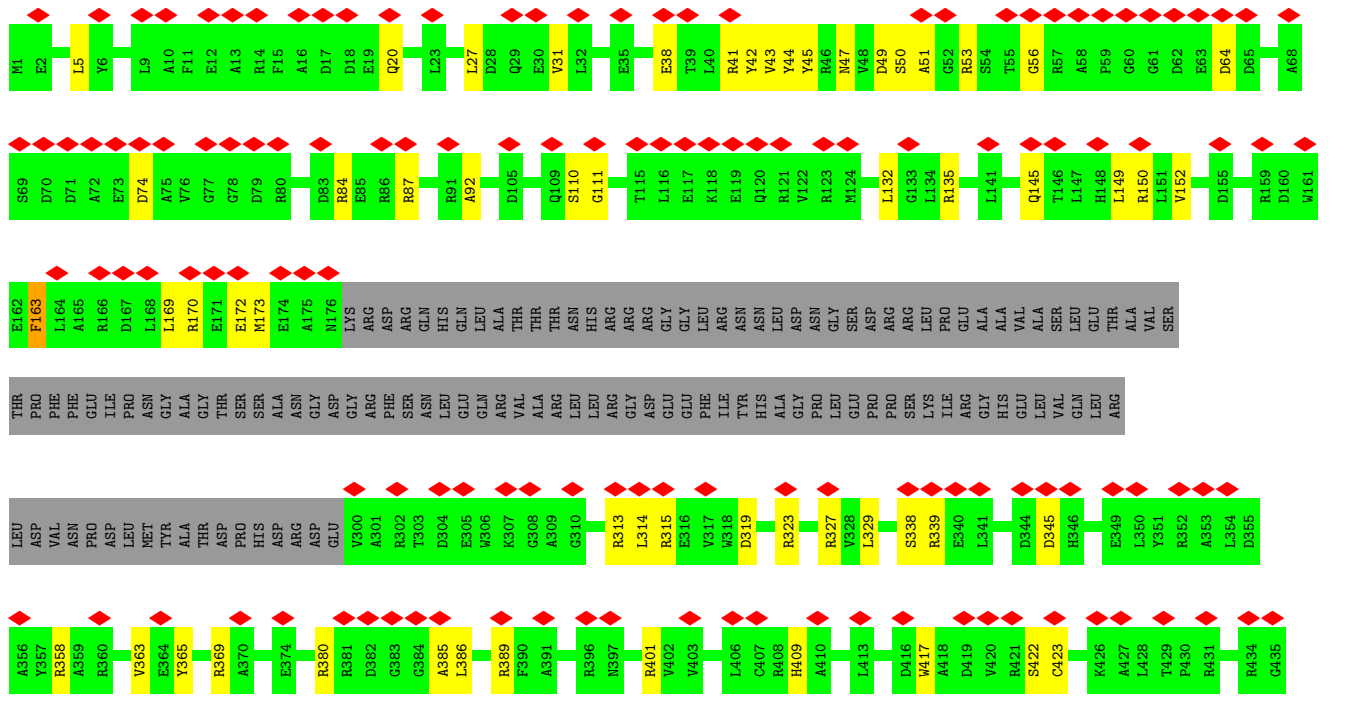 M1 E2 L5 Y6 L9 A10 F11 E12 A13 R14 F15 A16 D17 D18 E19 Q20 L23 L27 D28 Q29 E30 V31 L32 E35 E38 T39 L40 R41 Y42 V43 Y44 Y45 R46 N47 V48 D49 S50 A51 G52 R53 S54 T55 G56 R57 A58 P59 G60 G61 D62 E63 D64 D65 A68
S69 D70 D71 A72 E73 D74 A75 V76 G77 G78 D79 R80 D83 R84 E85 R86 R87 R91 A92 D105 Q109 S110 G111 T115 L116 E117 K118 E119 Q120 R121 V122 R123 M124 L132 G133 L134 R135 L141 Q145 T146 L147 H148 L149 R150 L151 V152 D155 R159 D160 W161
E162 F163 L164 A165 R166 D167 L168 L169 R170 E171 E172 M173 E174 A175 N176 LYS ARG ASP ARG GLN HIS GLN LEU ALA THR THR THR ASN HIS ARG ARG ARG GLY GLY LEU ARG ASN ASN LEU ASP ASN GLY SER ASP ARG ARG LEU PRO GLU ALA ALA VAL ALA SER LEU GLU THR ALA VAL SER
THR PRO PHE PHE GLU ILE PRO ASN GLY ALA GLY THR SER SER ALA ASN GLY ASP GLY ARG PHE SER ASN LEU GLU GLN ARG VAL ALA ARG LEU LEU ARG GLY ASP GLU GLU PHE ILE TYR HIS ALA GLY PRO LEU GLU PRO PRO SER LYS ILE ARG GLY HIS GLU LEU VAL GLN LEU ARG
LEU ASP VAL ASN PRO ASP LEU MET TYR ALA THR ASP PRO HIS ASP ARG ASP GLU V300 A301 R302 T303 D304 E305 W306 K307 G308 A309 G310 R313 L314 R315 E316 V317 W318 D319 R323 R327 V328 L329 S338 R339 E340 L341 D344 D345 H346 E349 L350 Y351 R352 A353 L354 D355
A356 Y357 R358 A359 R360 V363 E364 Y365 R369 A370 E374 R380 R381 D382 G383 G384 A385 L386 R389 F390 A391 R396 N397 R401 V402 V403 L406 C407 R408 H409 A410 L413 D416 W417 A418 D419 V420 R421 S422 C423 K426 A427 L428 T429 P430 R431 R434 G435